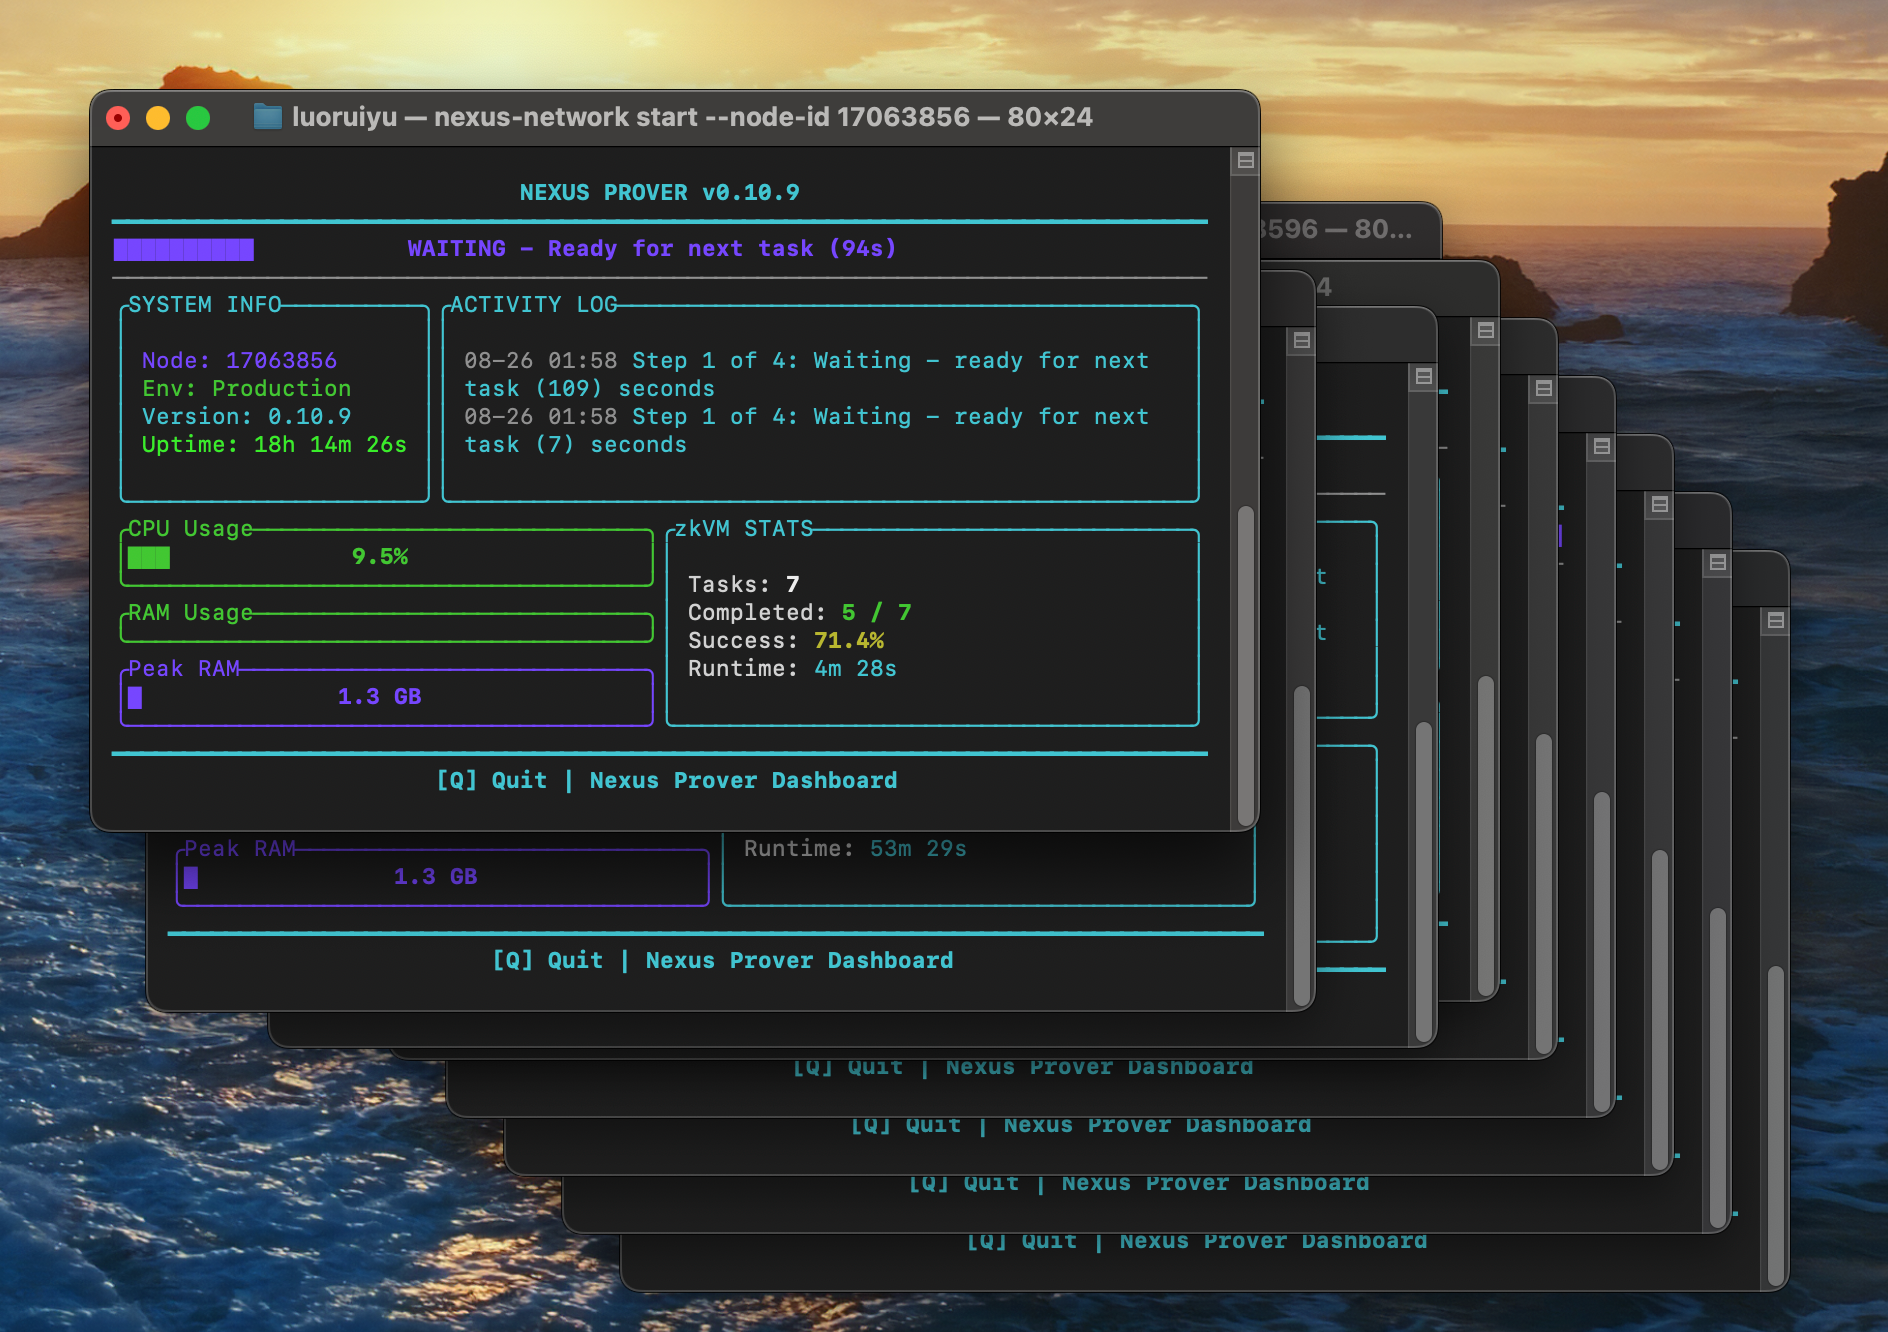 luoruiyu — nexus-network start --node-id 17063856 — 80×24
NEXUS PROVER v0.10.9
WAITING - Ready for next task (94s)
SYSTEM INFO
Node: 17063856
Env: Production
Version: 0.10.9
Uptime: 18h 14m 26s
ACTIVITY LOG
08-26 01:58 Step 1 of 4: Waiting - ready for next
task (109) seconds
08-26 01:58 Step 1 of 4: Waiting - ready for next
task (7) seconds
CPU Usage
9.5%
RAM Usage
Peak RAM
1.3 GB
zkVM STATS
Tasks: 7
Completed: 5 / 7
Success: 71.4%
Runtime: 4m 28s
[Q] Quit | Nexus Prover Dashboard
3596 — 80...
4
t
t
Peak RAM
1.3 GB
Runtime: 53m 29s
[Q] Quit | Nexus Prover Dashboard
[Q] Quit | Nexus Prover Dashboard
[Q] Quit | Nexus Prover Dashboard
[Q] Quit | Nexus Prover Dashboard
[Q] Quit | Nexus Prover Dashboard